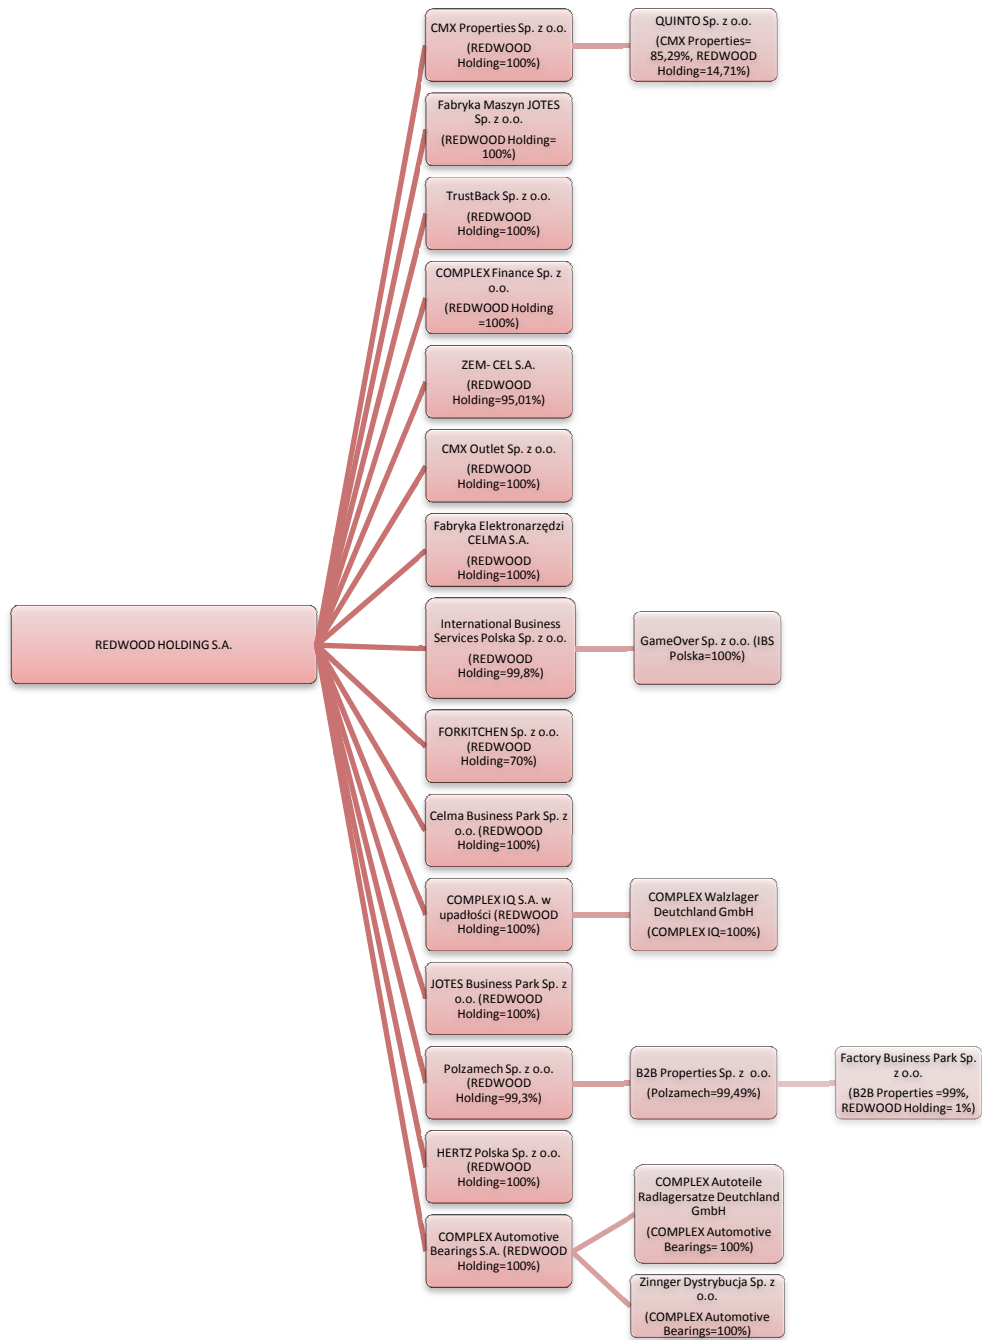 REDWOOD HOLDING S.A.
CMX Properties Sp. z o.o.
(REDWOOD
Holding=100%)
QUINTO Sp. z o.o.
(CMX Properties=
85,29%, REDWOOD
Holding=14,71%)
Fabryka Maszyn JOTES
Sp. z o.o.
(REDWOOD Holding=
100%)
TrustBack Sp. z o.o.
(REDWOOD
Holding=100%)
COMPLEX Finance Sp. z
o.o.
(REDWOOD Holding
=100%)
ZEM- CEL S.A.
(REDWOOD
Holding=95,01%)
CMX Outlet Sp. z o.o.
(REDWOOD
Holding=100%)
Fabryka Elektronarzędzi
CELMA S.A.
(REDWOOD
Holding=100%)
International Business
Services Polska Sp. z o.o.
(REDWOOD
Holding=99,8%)
GameOver Sp. z o.o. (IBS
Polska=100%)
FORKITCHEN Sp. z o.o.
(REDWOOD
Holding=70%)
Celma Business Park Sp. z
o.o. (REDWOOD
Holding=100%)
COMPLEX IQ S.A. w
upadłości (REDWOOD
Holding=100%)
COMPLEX Walzlager
Deutchland GmbH
(COMPLEX IQ=100%)
JOTES Business Park Sp. z
o.o. (REDWOOD
Holding=100%)
Polzamech Sp. z o.o.
(REDWOOD
Holding=99,3%)
B2B Properties Sp. z  o.o.
(Polzamech=99,49%)
Factory Business Park Sp.
z o.o.
(B2B Properties =99%,
REDWOOD Holding= 1%)
HERTZ Polska Sp. z o.o.
(REDWOOD
Holding=100%)
COMPLEX Automotive
Bearings S.A. (REDWOOD
Holding=100%)
COMPLEX Autoteile
Radlagersatze Deutchland
GmbH
(COMPLEX Automotive
Bearings= 100%)
Zinnger Dystrybucja Sp. z
o.o.
(COMPLEX Automotive
Bearings=100%)